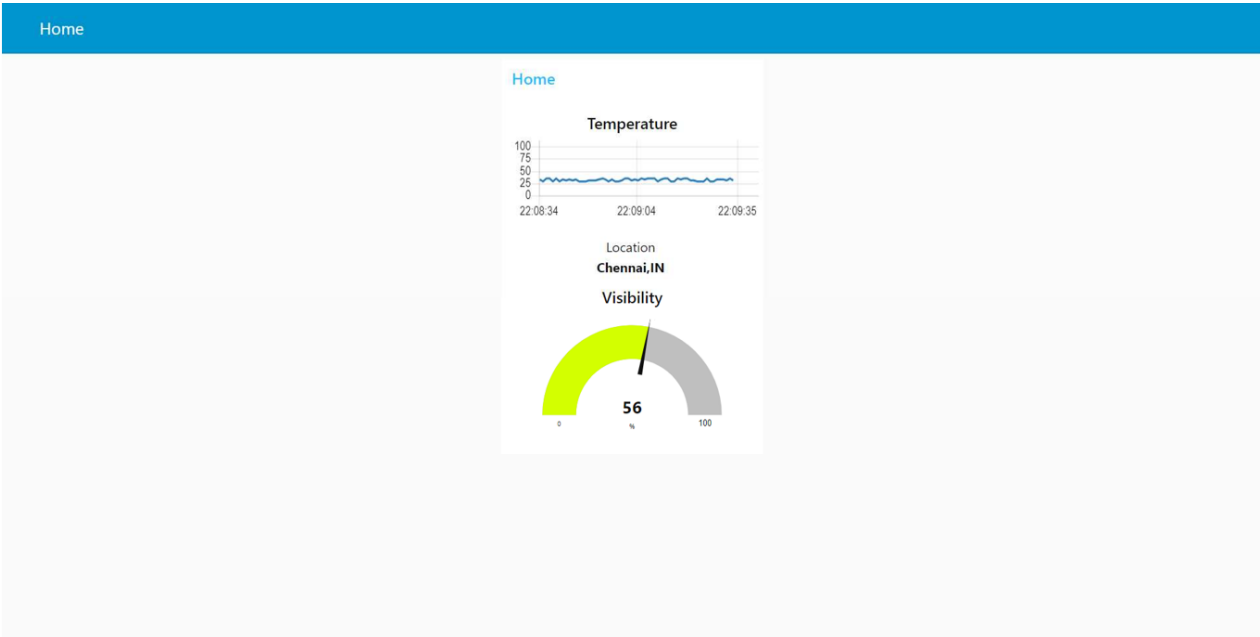 Home
Home
Temperature
100
75
50
25
0
22:08:34 22:09:04 22:09:35
Location
Chennai,IN
Visibility
56
0 % 100